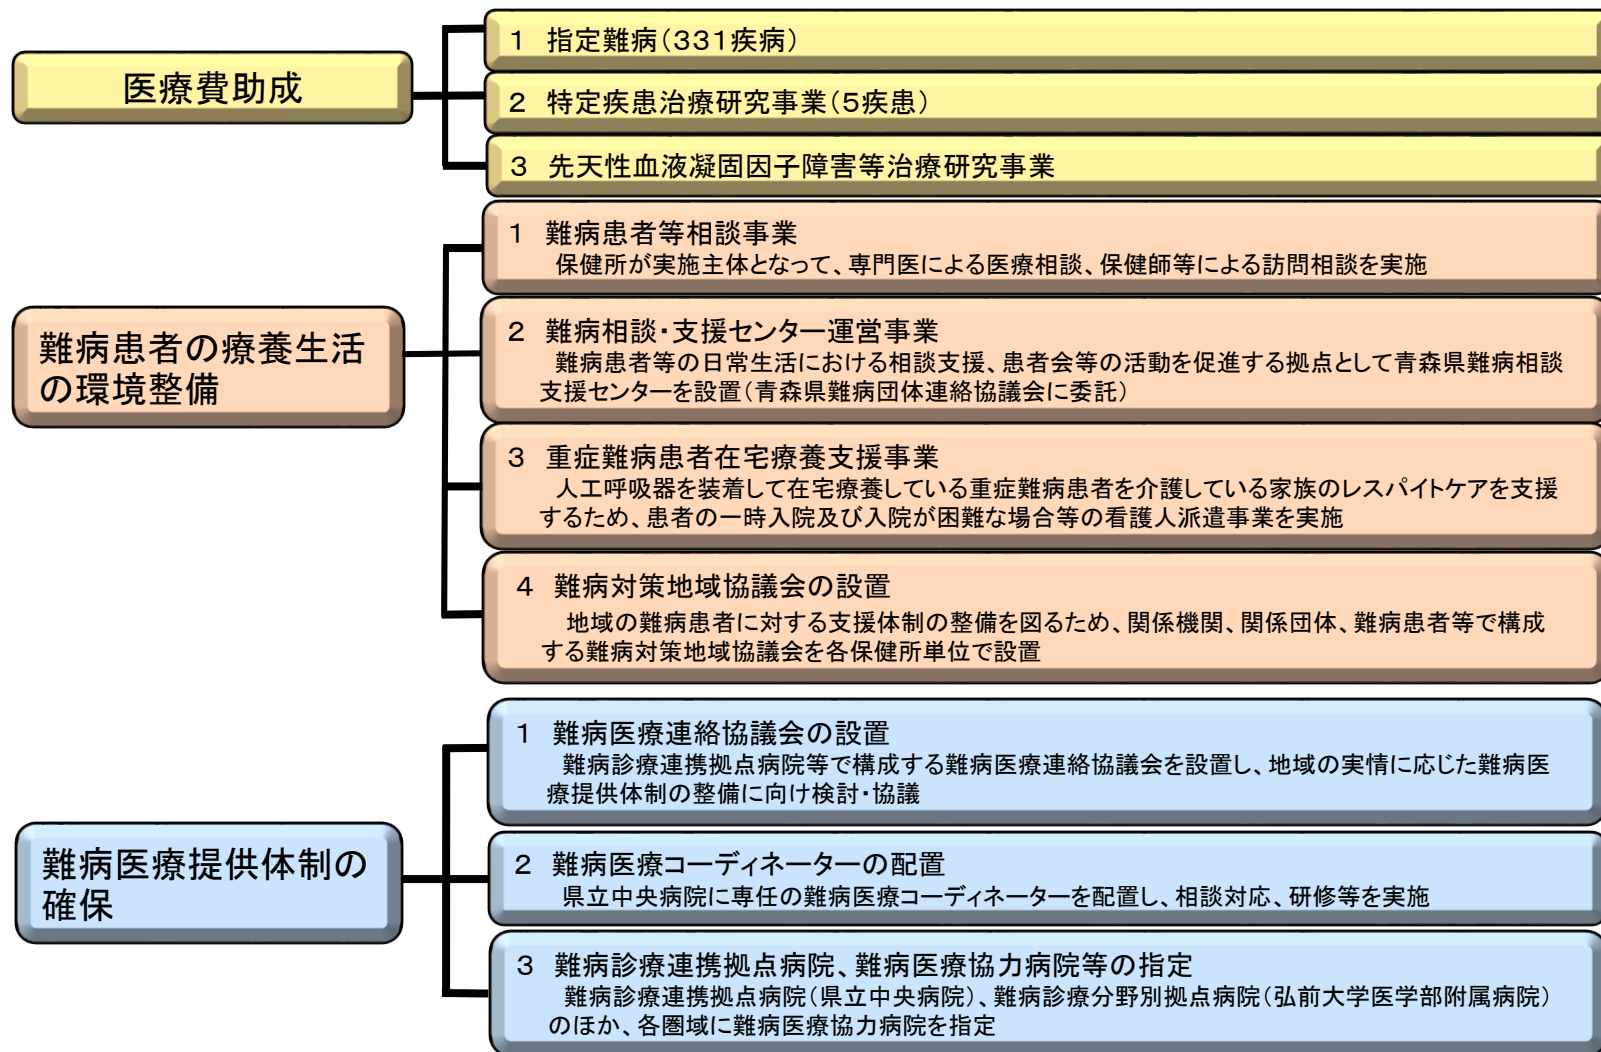 医療費助成
1 指定難病(331疾病)
2 特定疾患治療研究事業(5疾患)
3 先天性血液凝固因子障害等治療研究事業
難病患者の療養生活
の環境整備
1 難病患者等相談事業
保健所が実施主体となって、専門医による医療相談、保健師等による訪問相談を実施
2 難病相談・支援センター運営事業
難病患者等の日常生活における相談支援、患者会等の活動を促進する拠点として青森県難病相談
支援センターを設置(青森県難病団体連絡協議会に委託)
3 重症難病患者在宅療養支援事業
人工呼吸器を装着して在宅療養している重症難病患者を介護している家族のレスパイトケアを支援
するため、患者の一時入院及び入院が困難な場合等の看護人派遣事業を実施
4 難病対策地域協議会の設置
地域の難病患者に対する支援体制の整備を図るため、関係機関、関係団体、難病患者等で構成
する難病対策地域協議会を各保健所単位で設置
難病医療提供体制の
確保
1 難病医療連絡協議会の設置
難病診療連携拠点病院等で構成する難病医療連絡協議会を設置し、地域の実情に応じた難病医
療提供体制の整備に向け検討・協議
2 難病医療コーディネーターの配置
県立中央病院に専任の難病医療コーディネーターを配置し、相談対応、研修等を実施
3 難病診療連携拠点病院、難病医療協力病院等の指定
難病診療連携拠点病院(県立中央病院)、難病診療分野別拠点病院(弘前大学医学部附属病院)
のほか、各圏域に難病医療協力病院を指定